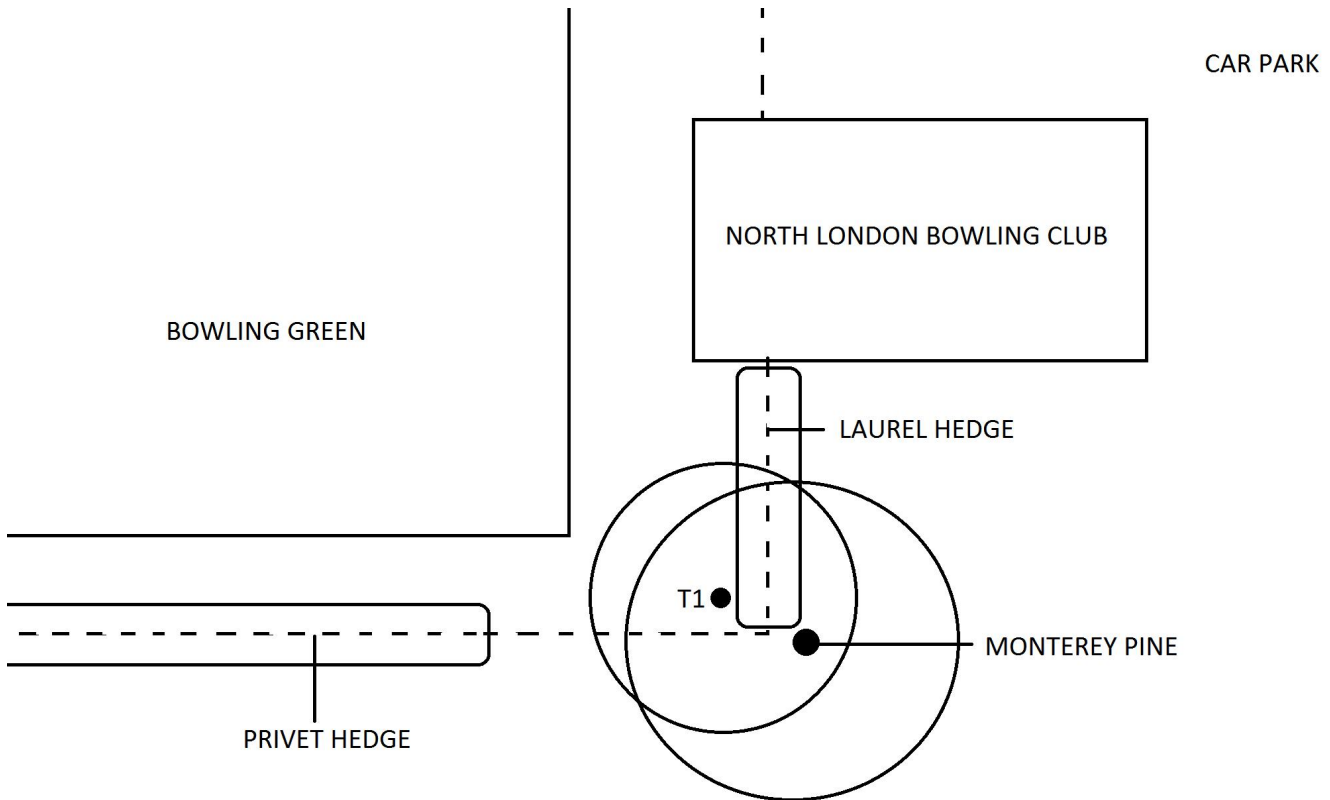 CAR PARK
NORTH LONDON BOWLING CLUB
BOWLING GREEN
LAUREL HEDGE
T1
MONTEREY PINE
PRIVET HEDGE